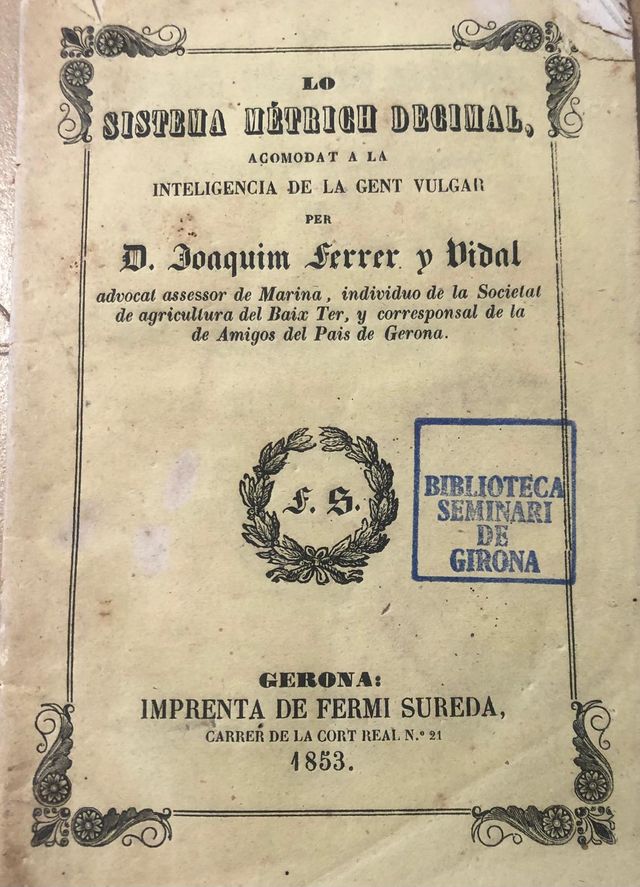 LO
SISTEMA MÉTRICH DECIMAL,
ACOMODAT A LA
INTELIGENCIA DE LA GENT VULGAR
PER
D. Joaquim Ferrer y Vidal
advocat assessor de Marina, individuo de la Societat
de agricultura del Baix Ter, y corresponsal de la
de Amigos del Pais de Gerona.
F. S.
BIBLIOTECA
SEMINARI
DE
GIRONA
GERONA:
IMPRENTA DE FERMI SUREDA,
CARRER DE LA CORT REAL N.º 21
1853.